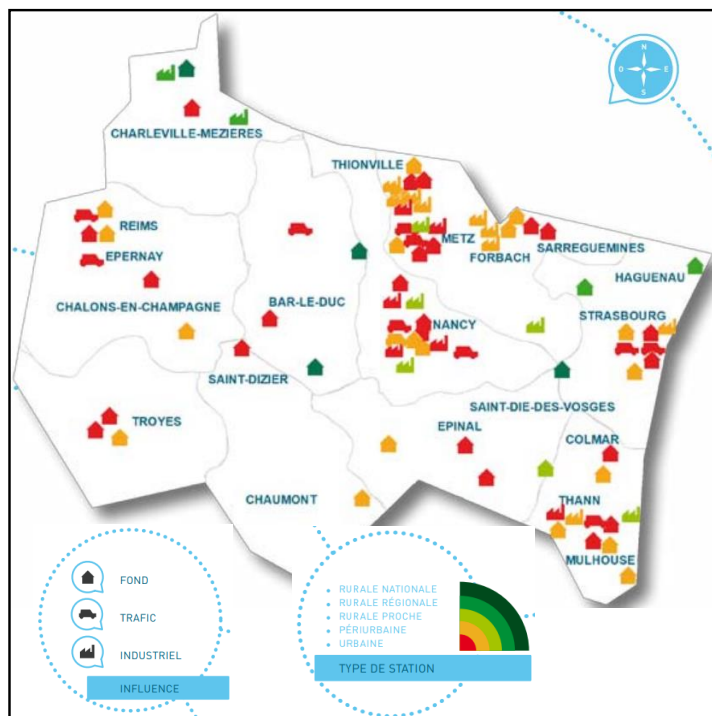 N
O E
S
CHARLEVILLE-MEZIERES
THIONVILLE
REIMS
METZ
EPERNAY
FORBACH
SARREGUEMINES
HAGUENAU
CHALONS-EN-CHAMPAGNE
BAR-LE-DUC
STRASBOURG
NANCY
SAINT-DIZIER
SAINT-DIE-DES-VOSGES
TROYES
EPINAL
COLMAR
CHAUMONT
THANN
MULHOUSE
FOND
TRAFIC
INDUSTRIEL
INFLUENCE
RURALE NATIONALE
RURALE RÉGIONALE
RURALE PROCHE
PÉRIURBAINE
URBAINE
TYPE DE STATION